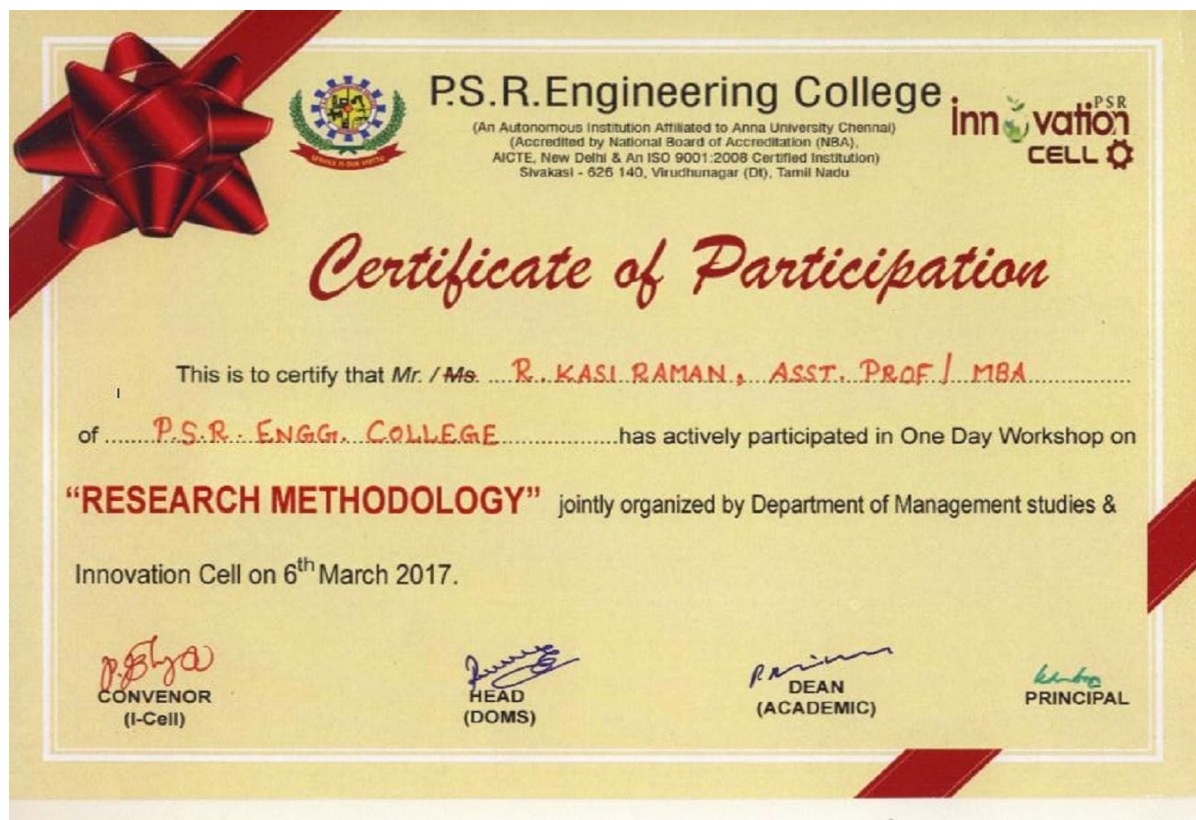 P.S.R.Engineering College
(An Autonomous Institution Affiliated to Anna University Chennai)
(Accredited by National Board of Accreditation (NBA),
AICTE, New Delhi & An ISO 9001:2008 Certified Institution)
Sivakasi - 626 140, Virudhunagar (Dt), Tamil Nadu
SERVICE IS OUR MOTTO
PSR
Innovation
CELL
Certificate of Participation
This is to certify that Mr. / Ms. R. KASI RAMAN, ASST. PROF / MBA
of P.S.R. ENGG. COLLEGE has actively participated in One Day Workshop on
“RESEARCH METHODOLOGY” jointly organized by Department of Management studies &
Innovation Cell on 6th March 2017.
CONVENOR
(I-Cell)
HEAD
(DOMS)
DEAN
(ACADEMIC)
PRINCIPAL